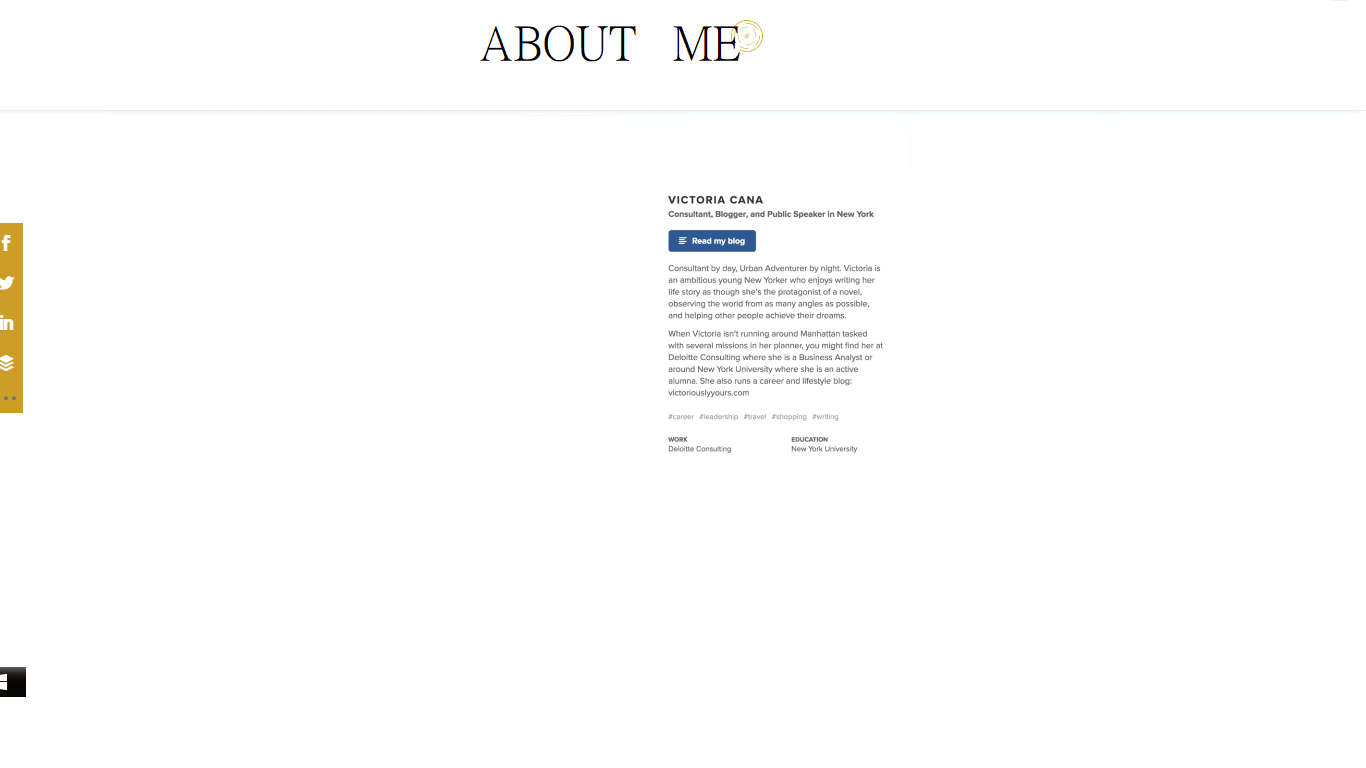 ABOUT ME
VICTORIA CANA
Consultant, Blogger, and Public Speaker in New York
Read my blog
Consultant by day, Urban Adventurer by night. Victoria is
an ambitious young New Yorker who enjoys writing her
life story as though she's the protagonist of a novel,
observing the world from as many angles as possible,
and helping other people achieve their dreams.
When Victoria isn't running around Manhattan tasked
with several missions in her planner, you might find her at
Deloitte Consulting where she is a Business Analyst or
around New York University where she is an active
alumna. She also runs a career and lifestyle blog:
victoriouslyyours.com
#career #leadership #travel #shopping #writing
WORK EDUCATION
Deloitte Consulting New York University